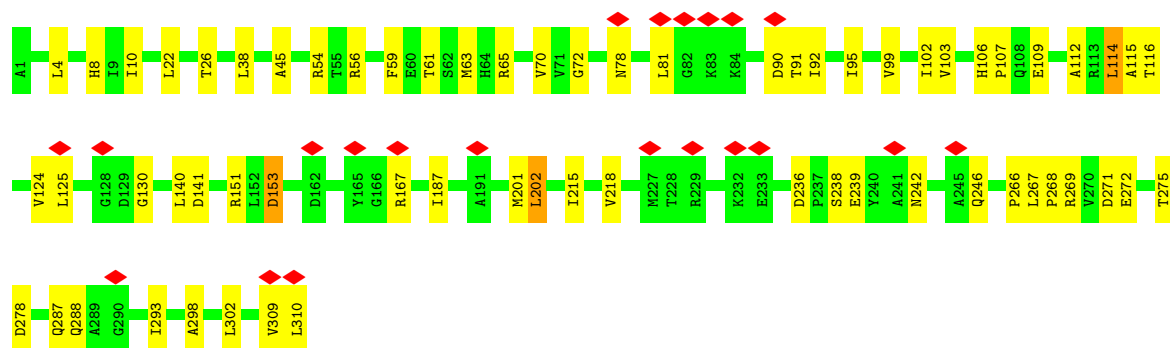 A1 L4 H8 I9 I10 L22 T26 L38 A45 R54 T55 R56 F59 E60 T61 S62 M63 H64 R65 V70 V71 G72 N78 L81 G82 K83 K84 D90 T91 I92 I95 V99 I102 V103 H106 P107 Q108 E109 A112 R113 L114 A115 T116
V124 L125 G128 D129 G130 L140 D141 R151 L152 D153 D162 Y165 G166 R167 I187 A191 M201 L202 I215 V218 M227 T228 R229 K232 E233 D236 P237 S238 E239 Y240 A241 N242 A245 Q246 P266 L267 P268 R269 V270 D271 E272 T275
D278 Q287 Q288 A289 G290 I293 A298 L302 V309 L310